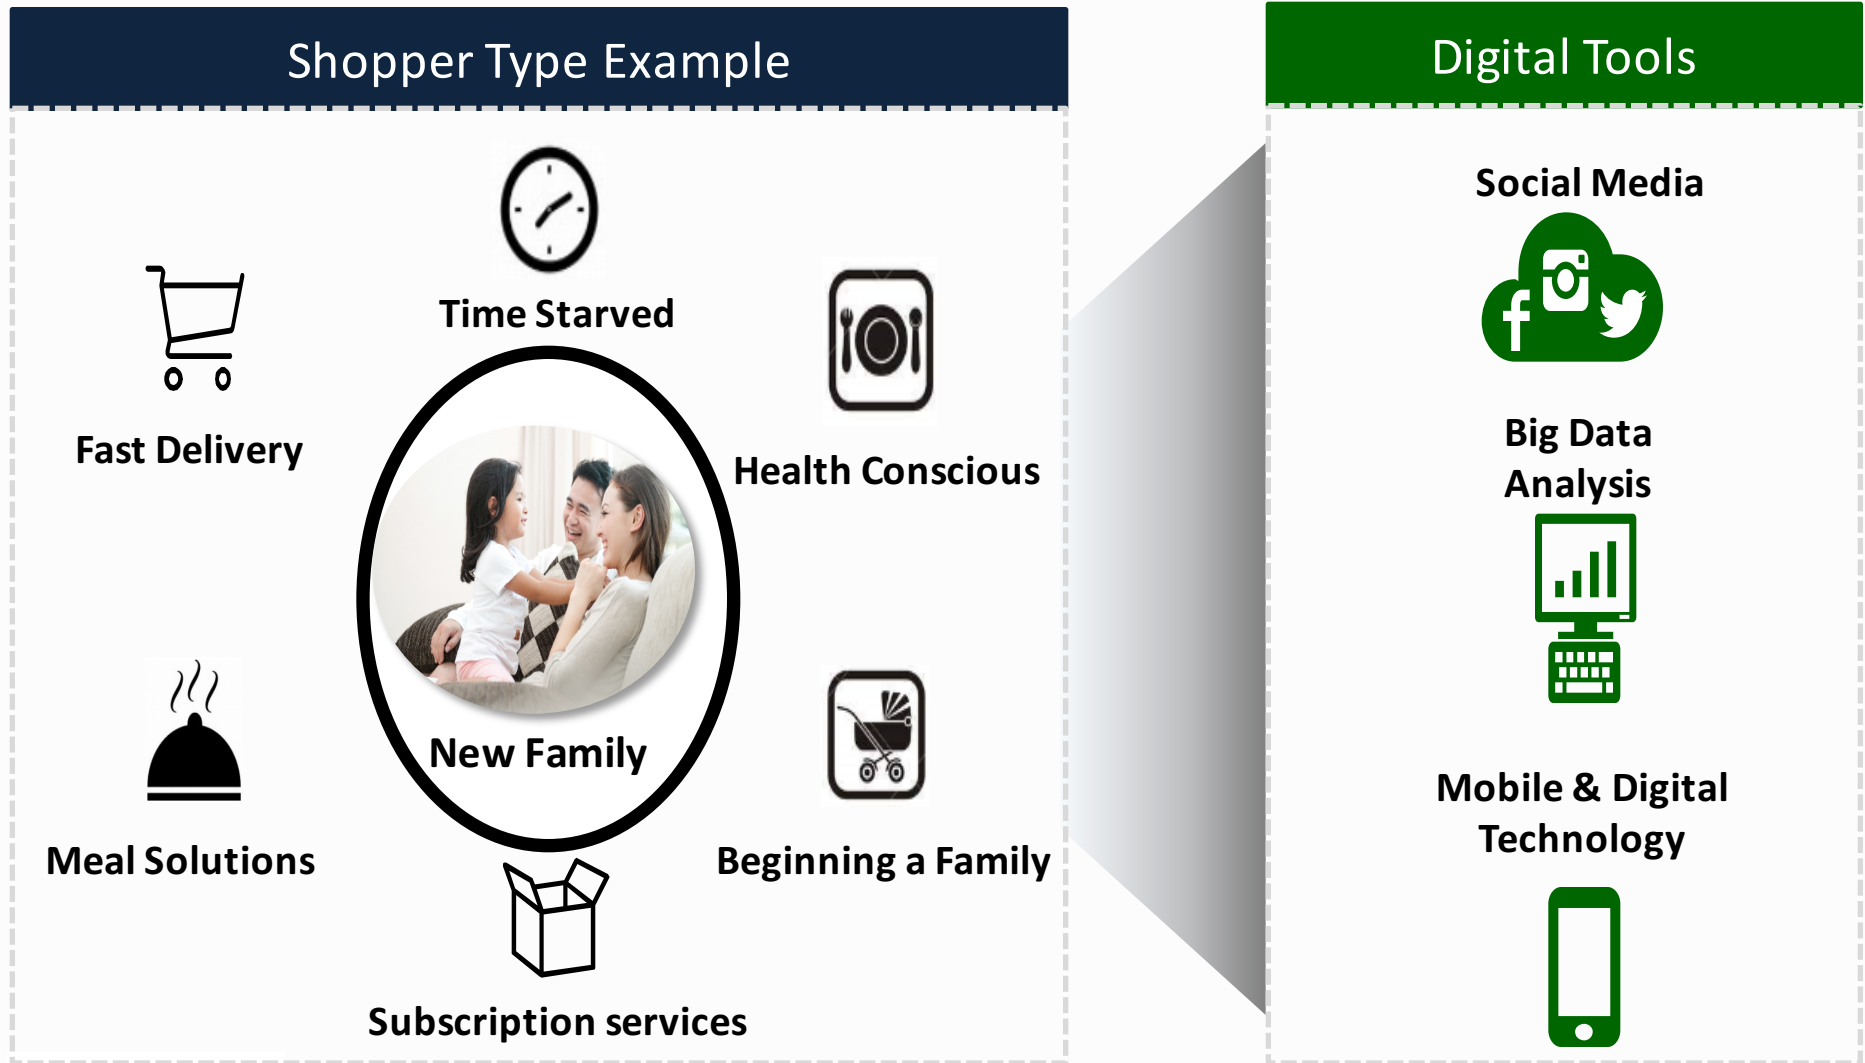 Shopper Type Example
Time Starved
Fast Delivery
Health Conscious
New Family
Meal Solutions
Beginning a Family
Subscription services
Digital Tools
Social Media
Big Data
Analysis
Mobile & Digital
Technology